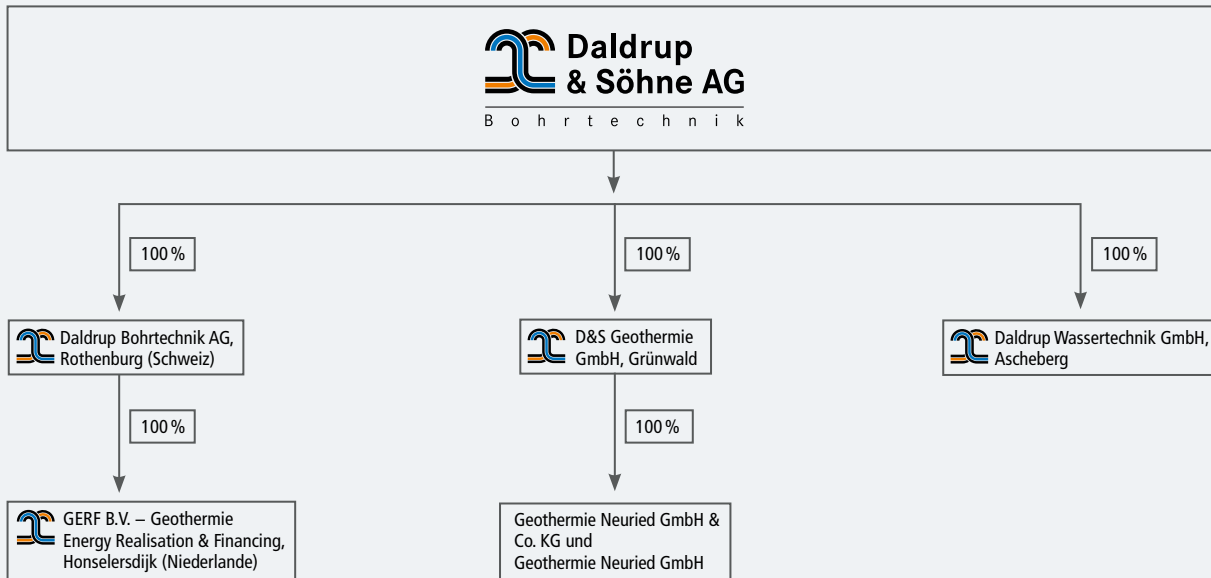 Daldrup
& Söhne AG
Bohrtechnik
100 %
100 %
100 %
Daldrup Bohrtechnik AG,
Rothenburg (Schweiz)
D&S Geothermie
GmbH, Grünwald
Daldrup Wassertechnik GmbH,
Ascheberg
100 %
100 %
GERF B.V. – Geothermie
Energy Realisation & Financing,
Honselersdijk (Niederlande)
Geothermie Neuried GmbH &
Co. KG und
Geothermie Neuried GmbH